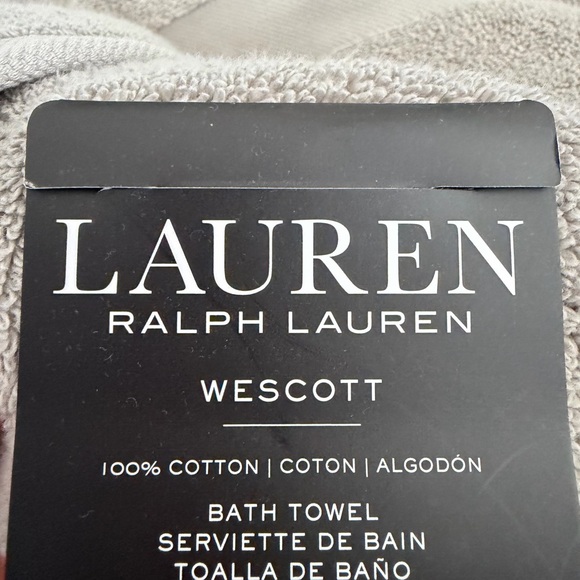 LAUREN
RALPH LAUREN
WESCOTT
100% COTTON | COTON | ALGODÓN
BATH TOWEL
SERVIETTE DE BAIN
TOALLA DE BAÑO